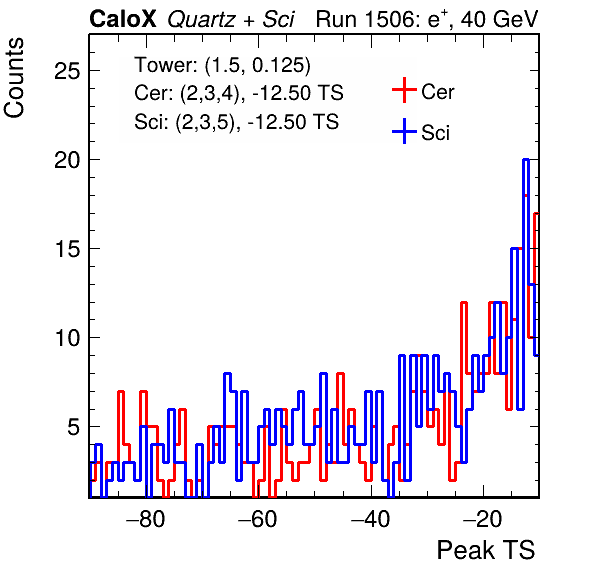 CaloX Quartz + Sci Run 1506: e+, 40 GeV
Counts
Tower: (1.5, 0.125)
Cer: (2,3,4), -12.50 TS
Sci: (2,3,5), -12.50 TS
Cer
Sci
25
20
15
10
5
−80 −60 −40 −20
Peak TS